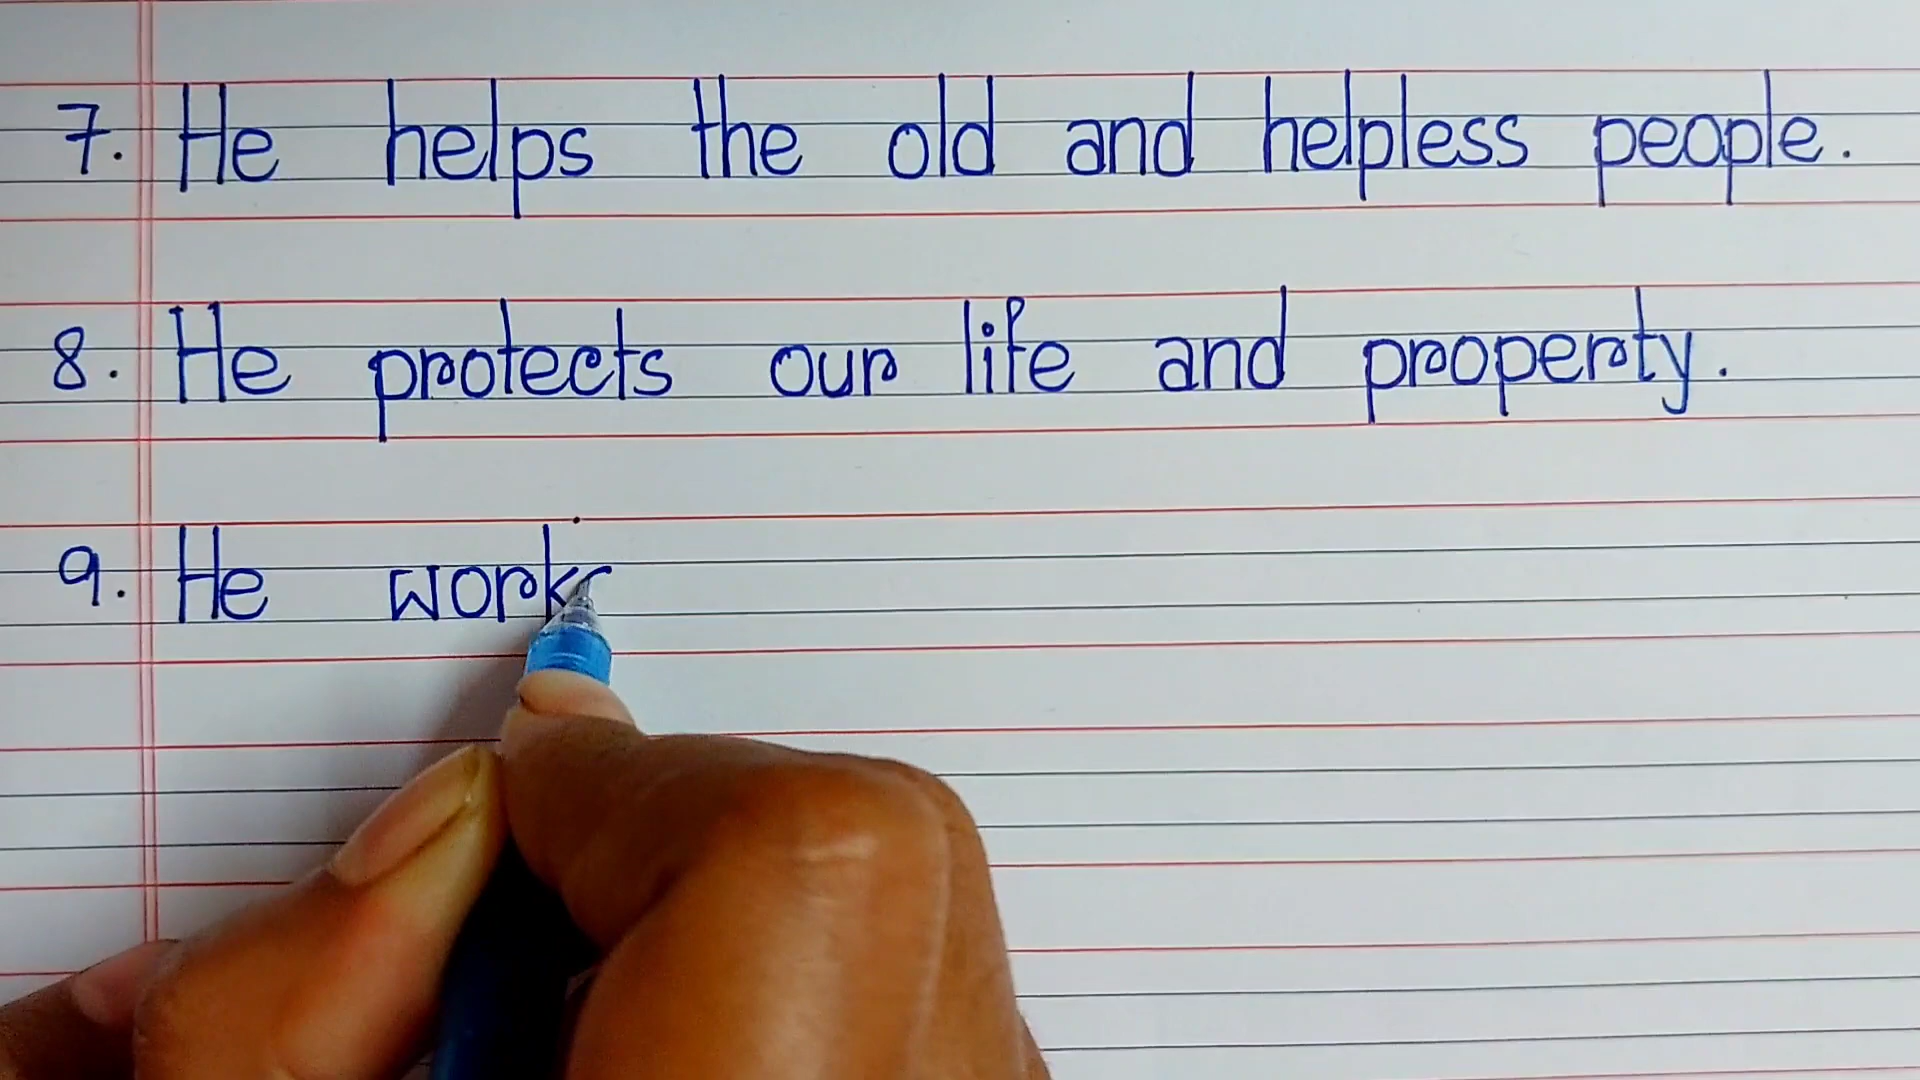 7. He helps the old and helpless people.
8. He protects our life and property.
9. He works